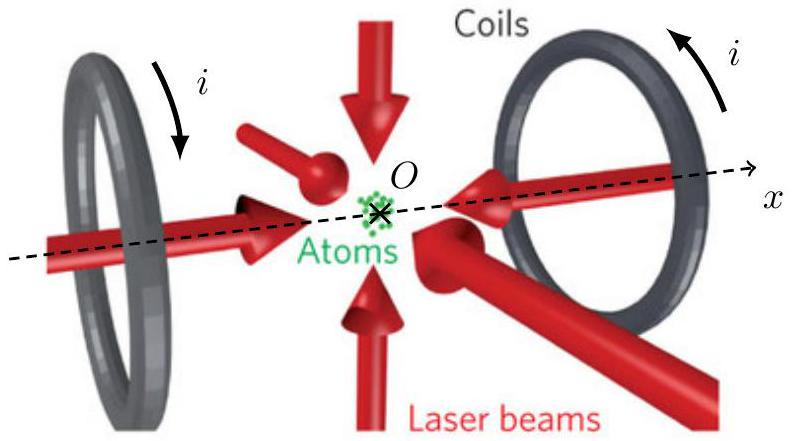 Coils
i
i
O
x
Atoms
Laser beams